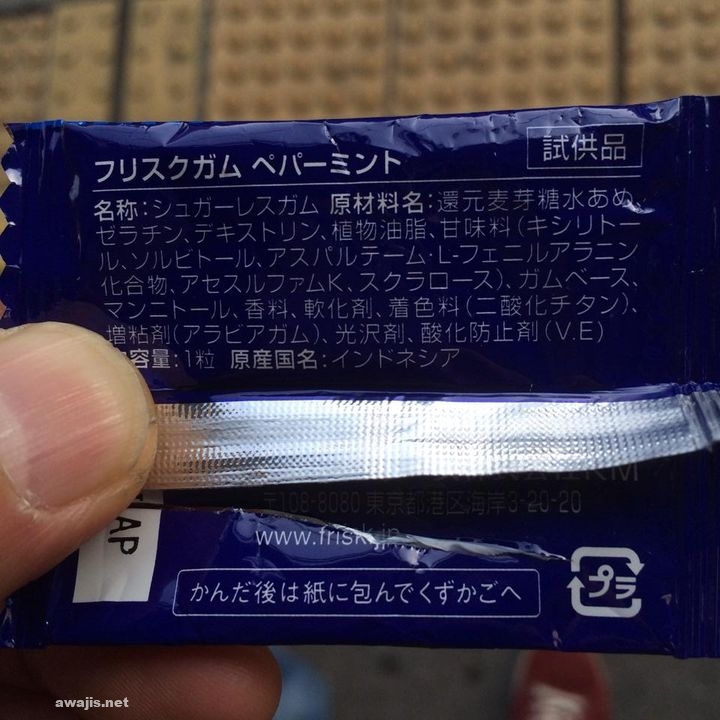 フリスクガム ペパーミント
試供品
名称：シュガーレスガム 原材料名：還元麦芽糖水あめ、
ゼラチン、デキストリン、植物油脂、甘味料（キシリトー
ル、ソルビトール、アスパルテーム・L-フェニルアラニン
化合物、アセスルファムK、スクラロース）、ガムベース、
マンニトール、香料、軟化剤、着色料（二酸化チタン）、
増粘剤（アラビアガム）、光沢剤、酸化防止剤（V.E）
容量：1粒 原産国名：インドネシア
〒108-8080 東京都港区海岸3-20-20
www.frisk.jp
AP
かんだ後は紙に包んでくずかごへ
プラ
awajis.net